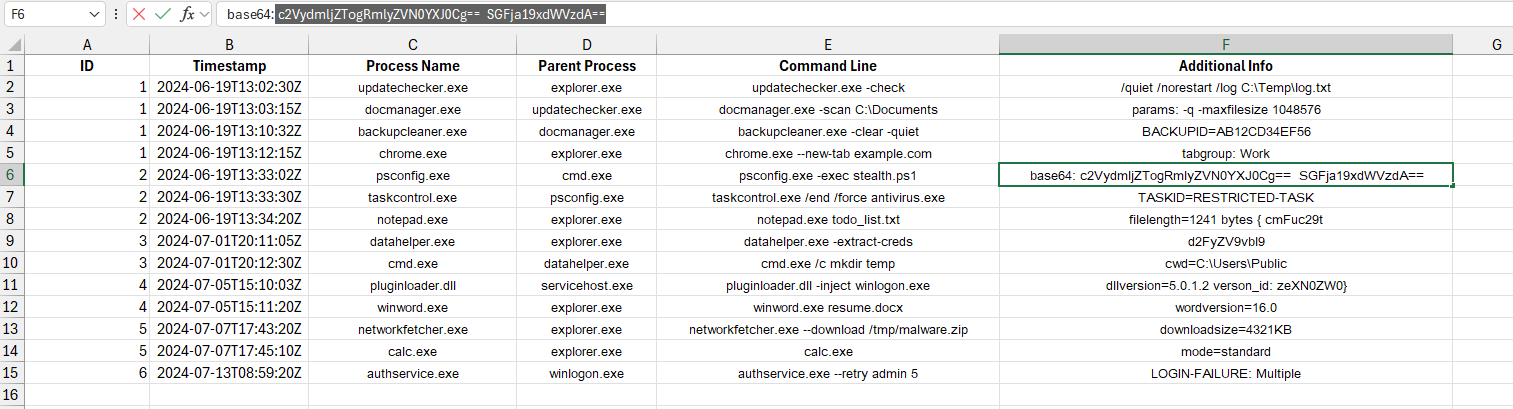 F6 fx base64: c2VydmljZTogRmlyZVN0YXJ0Cg==  SGFja19xdWVzdA==
A B C D E F G
1 ID Timestamp Process Name Parent Process Command Line Additional Info
2 1 2024-06-19T13:02:30Z updatechecker.exe explorer.exe updatechecker.exe -check /quiet /norestart /log C:\Temp\log.txt
3 1 2024-06-19T13:03:15Z docmanager.exe updatechecker.exe docmanager.exe -scan C:\Documents params: -q -maxfilesize 1048576
4 1 2024-06-19T13:10:32Z backupcleaner.exe docmanager.exe backupcleaner.exe -clear -quiet BACKUPID=AB12CD34EF56
5 1 2024-06-19T13:12:15Z chrome.exe explorer.exe chrome.exe --new-tab example.com tabgroup: Work
6 2 2024-06-19T13:33:02Z psconfig.exe cmd.exe psconfig.exe -exec stealth.ps1 base64: c2VydmljZTogRmlyZVN0YXJ0Cg==  SGFja19xdWVzdA==
7 2 2024-06-19T13:33:30Z taskcontrol.exe psconfig.exe taskcontrol.exe /end /force antivirus.exe TASKID=RESTRICTED-TASK
8 2 2024-06-19T13:34:20Z notepad.exe explorer.exe notepad.exe todo_list.txt filelength=1241 bytes { cmFuc29t
9 3 2024-07-01T20:11:05Z datahelper.exe explorer.exe datahelper.exe -extract-creds d2FyZV9vbl9
10 3 2024-07-01T20:12:30Z cmd.exe datahelper.exe cmd.exe /c mkdir temp cwd=C:\Users\Public
11 4 2024-07-05T15:10:03Z pluginloader.dll servicehost.exe pluginloader.dll -inject winlogon.exe dllversion=5.0.1.2 verson_id: zeXN0ZW0}
12 4 2024-07-05T15:11:20Z winword.exe explorer.exe winword.exe resume.docx wordversion=16.0
13 5 2024-07-07T17:43:20Z networkfetcher.exe explorer.exe networkfetcher.exe --download /tmp/malware.zip downloadsize=4321KB
14 5 2024-07-07T17:45:10Z calc.exe explorer.exe calc.exe mode=standard
15 6 2024-07-13T08:59:20Z authservice.exe winlogon.exe authservice.exe --retry admin 5 LOGIN-FAILURE: Multiple
16